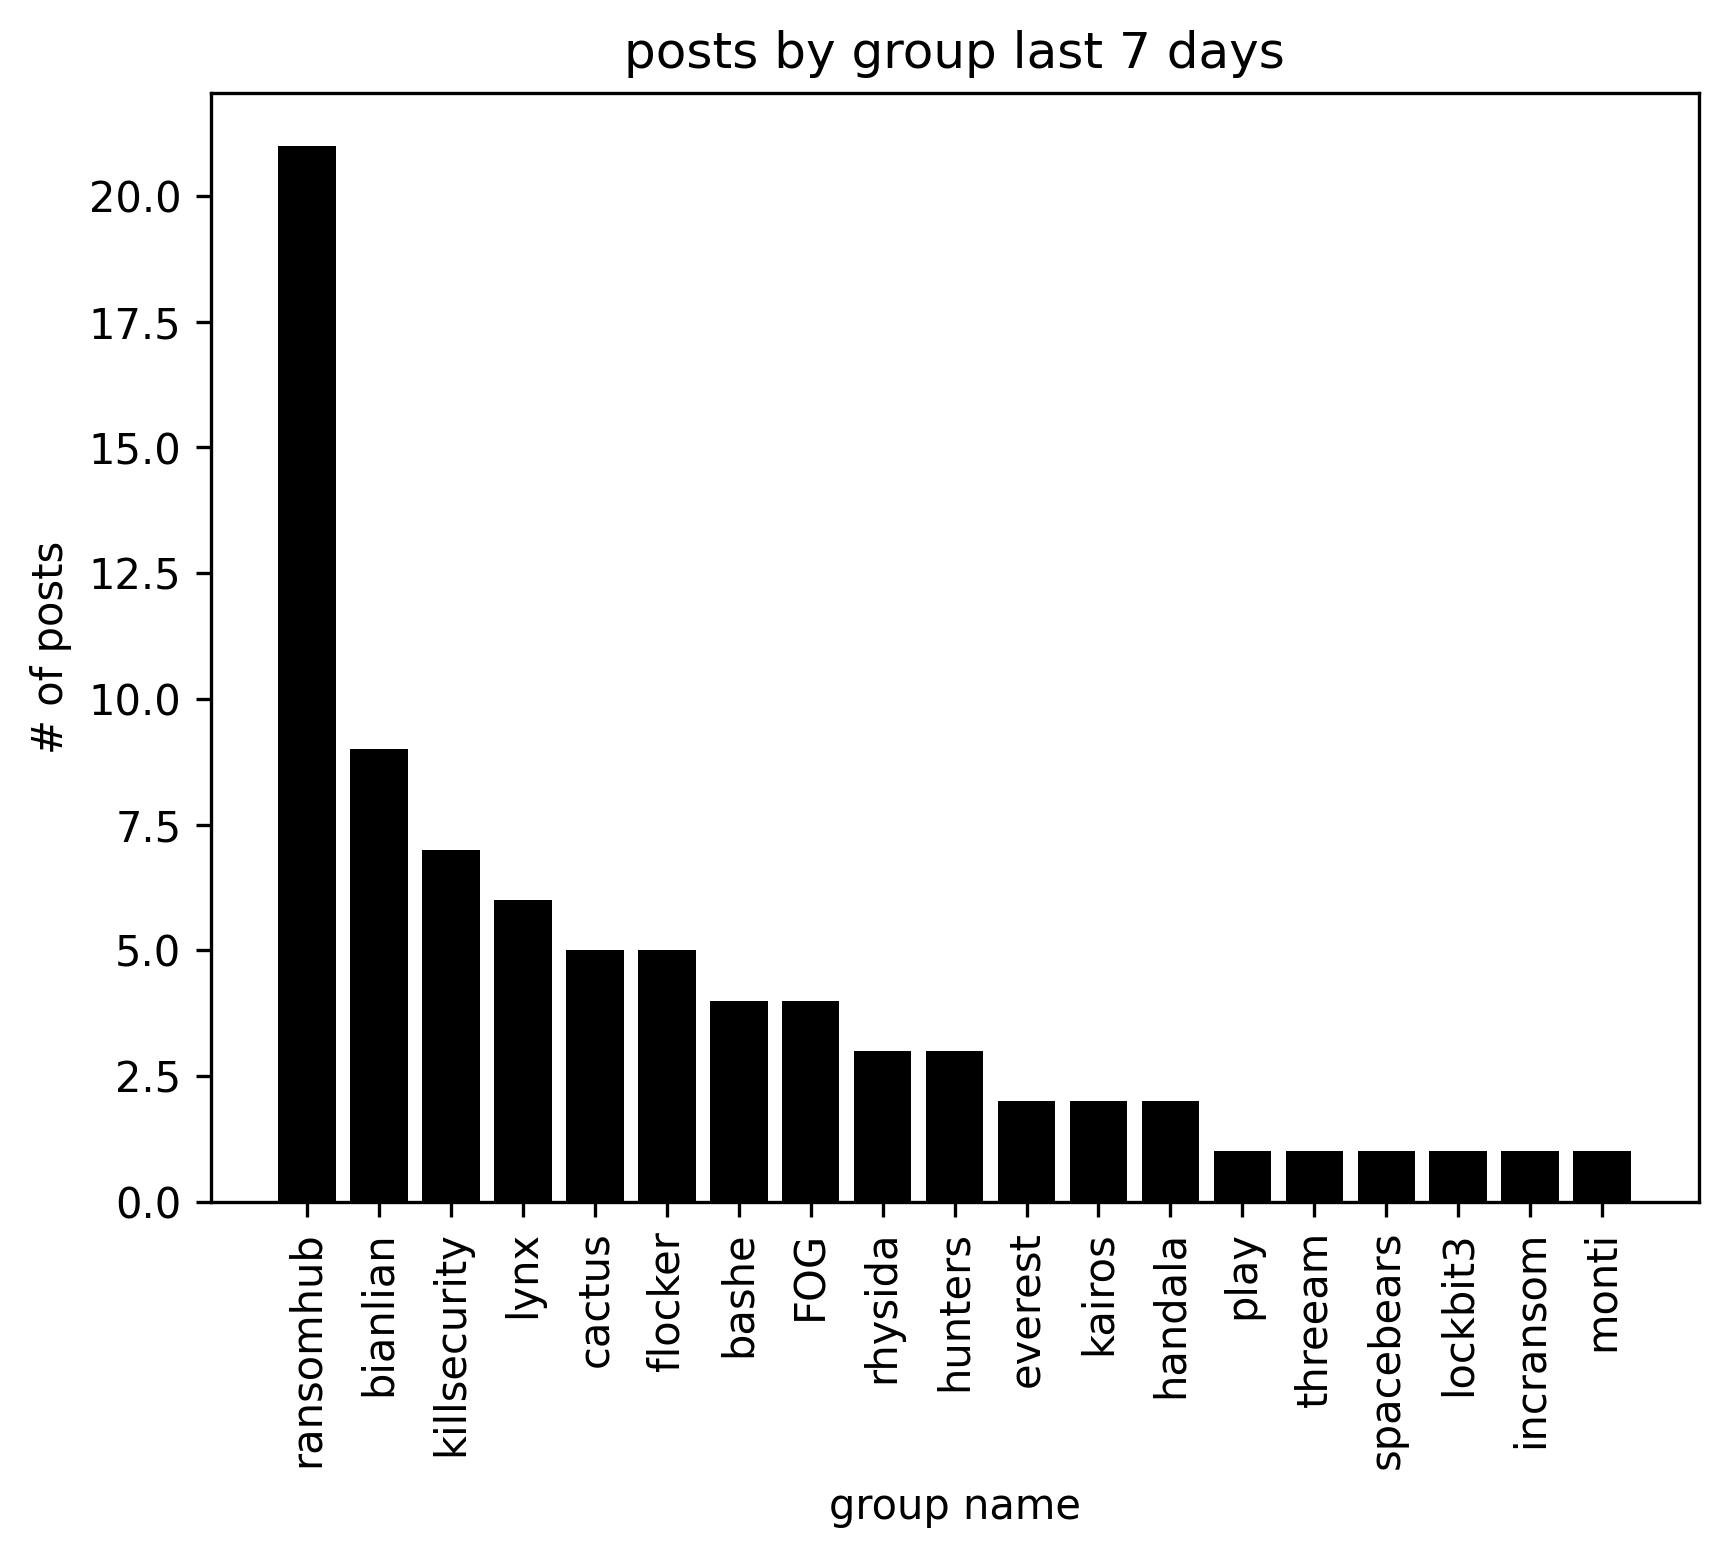 posts by group last 7 days
# of posts
20.0
17.5
15.0
12.5
10.0
7.5
5.0
2.5
0.0
ransomhub
bianlian
killsecurity
lynx
cactus
flocker
bashe
FOG
rhysida
hunters
everest
kairos
handala
play
threeam
spacebears
lockbit3
incransom
monti
group name